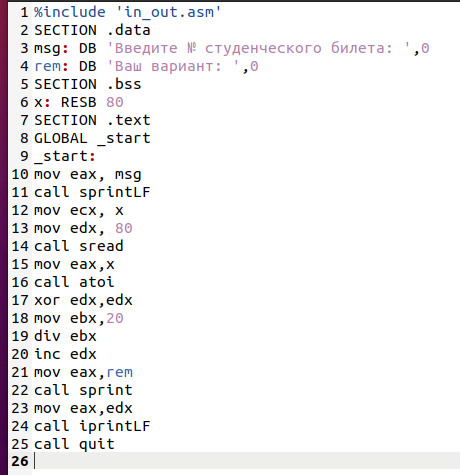 1 %include 'in_out.asm'
2 SECTION .data
3 msg: DB 'Введите № студенческого билета: ',0
4 rem: DB 'Ваш вариант: ',0
5 SECTION .bss
6 x: RESB 80
7 SECTION .text
8 GLOBAL _start
9 _start:
10 mov eax, msg
11 call sprintLF
12 mov ecx, x
13 mov edx, 80
14 call sread
15 mov eax,x
16 call atoi
17 xor edx,edx
18 mov ebx,20
19 div ebx
20 inc edx
21 mov eax,rem
22 call sprint
23 mov eax,edx
24 call iprintLF
25 call quit
26